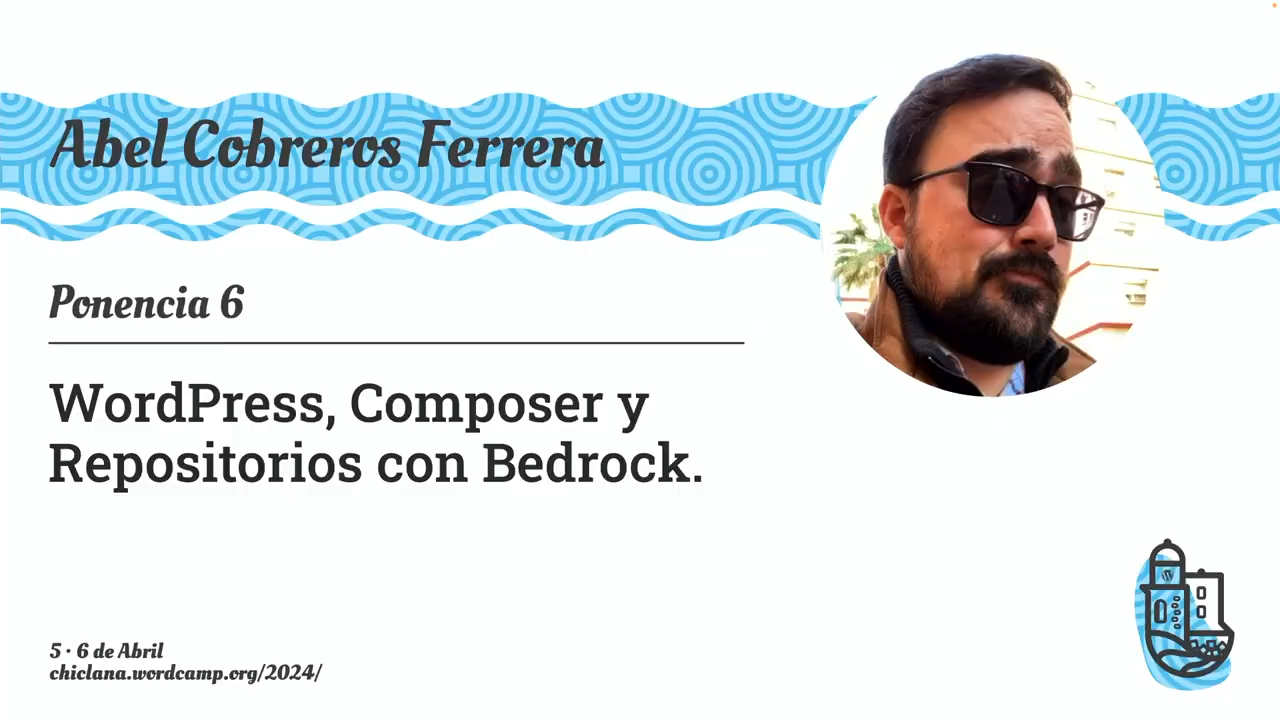 Abel Cobreros Ferrera
Ponencia 6
WordPress, Composer y
Repositorios con Bedrock.
5 · 6 de Abril
chiclana.wordcamp.org/2024/